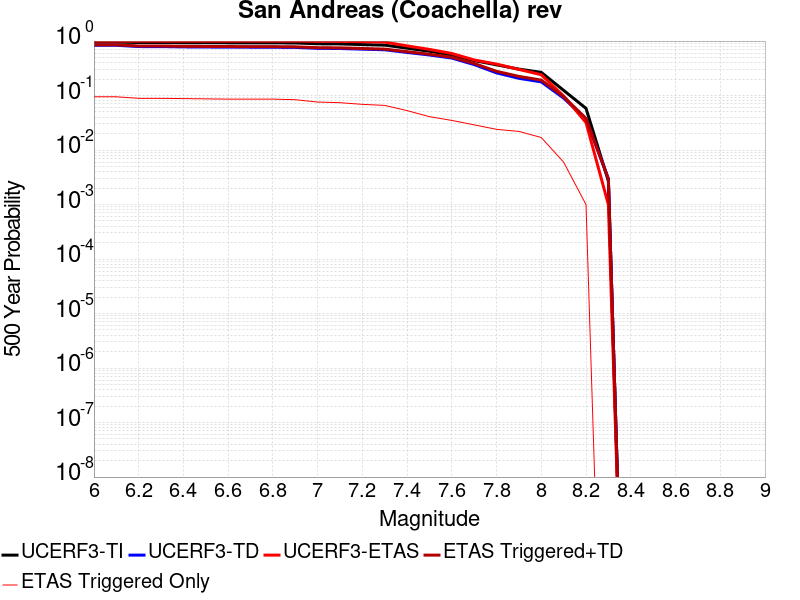 San Andreas (Coachella) rev
10^0
10^-1
10^-2
10^-3
10^-4
10^-5
10^-6
10^-7
10^-8
500 Year Probability
6 6.2 6.4 6.6 6.8 7 7.2 7.4 7.6 7.8 8 8.2 8.4 8.6 8.8 9
Magnitude
UCERF3-TI UCERF3-TD UCERF3-ETAS ETAS Triggered+TD
ETAS Triggered Only